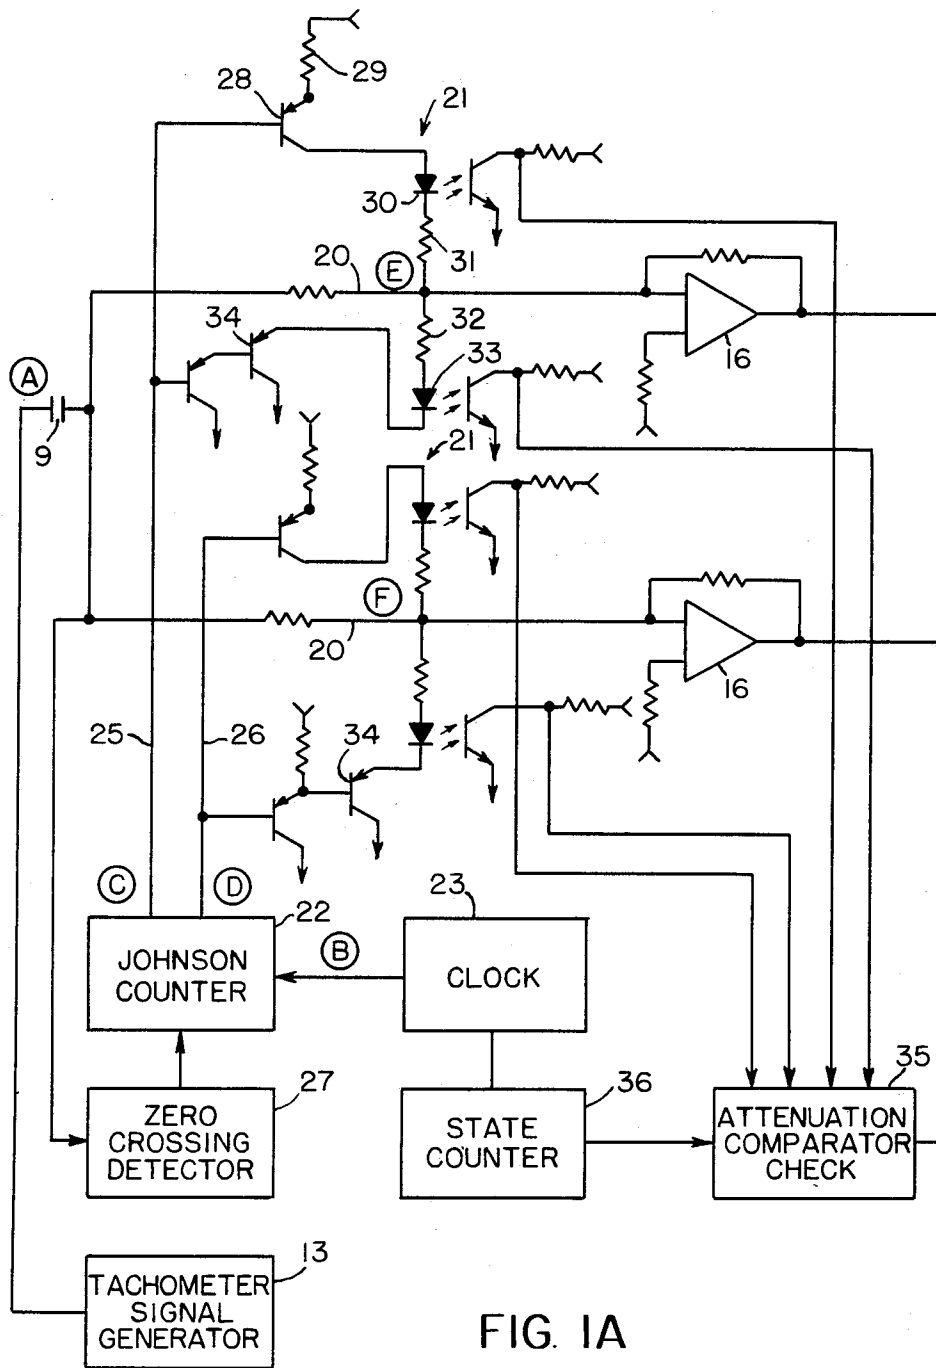 29
28
21
30
31
20
E
32
34
33
16
A
9
21
F
20
16
25
26
34
C
D
22
23
B
JOHNSON
COUNTER
CLOCK
27
36
35
ZERO
CROSSING
DETECTOR
STATE
COUNTER
ATTENUATION
COMPARATOR
CHECK
13
TACHOMETER
SIGNAL
GENERATOR
FIG. 1A